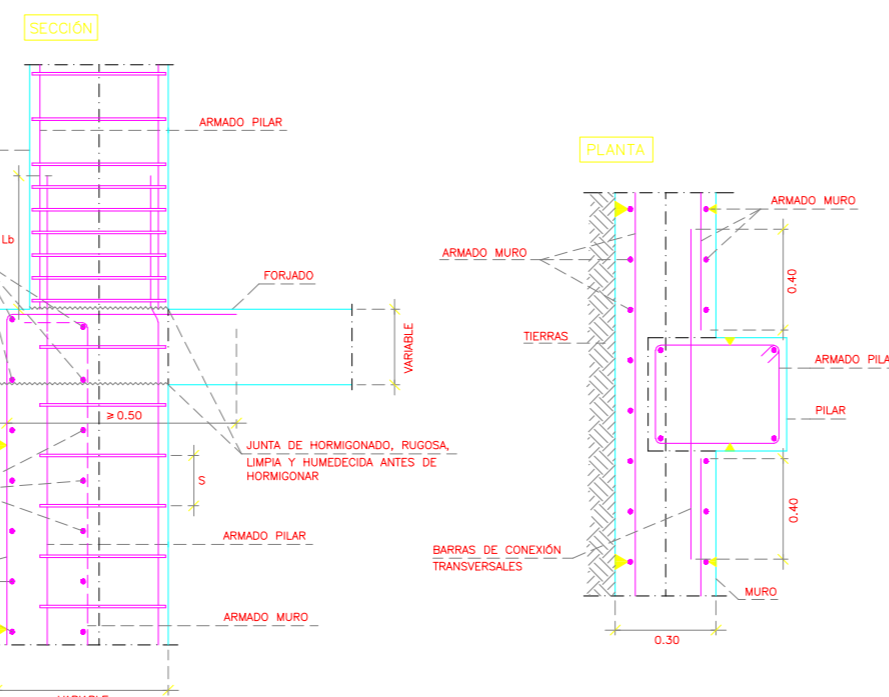 SECCIÓN
ARMADO PILAR
Lb
FORJADO
VARIABLE
≥0.50
JUNTA DE HORMIGONADO, RUGOSA,
LIMPIA Y HUMEDECIDA ANTES DE
HORMIGONAR
S
ARMADO PILAR
ARMADO MURO
VARIABLE
PLANTA
ARMADO MURO
ARMADO MURO
0.40
TIERRAS
ARMADO PILA
PILAR
0.40
BARRAS DE CONEXIÓN
TRANSVERSALES
MURO
0.30